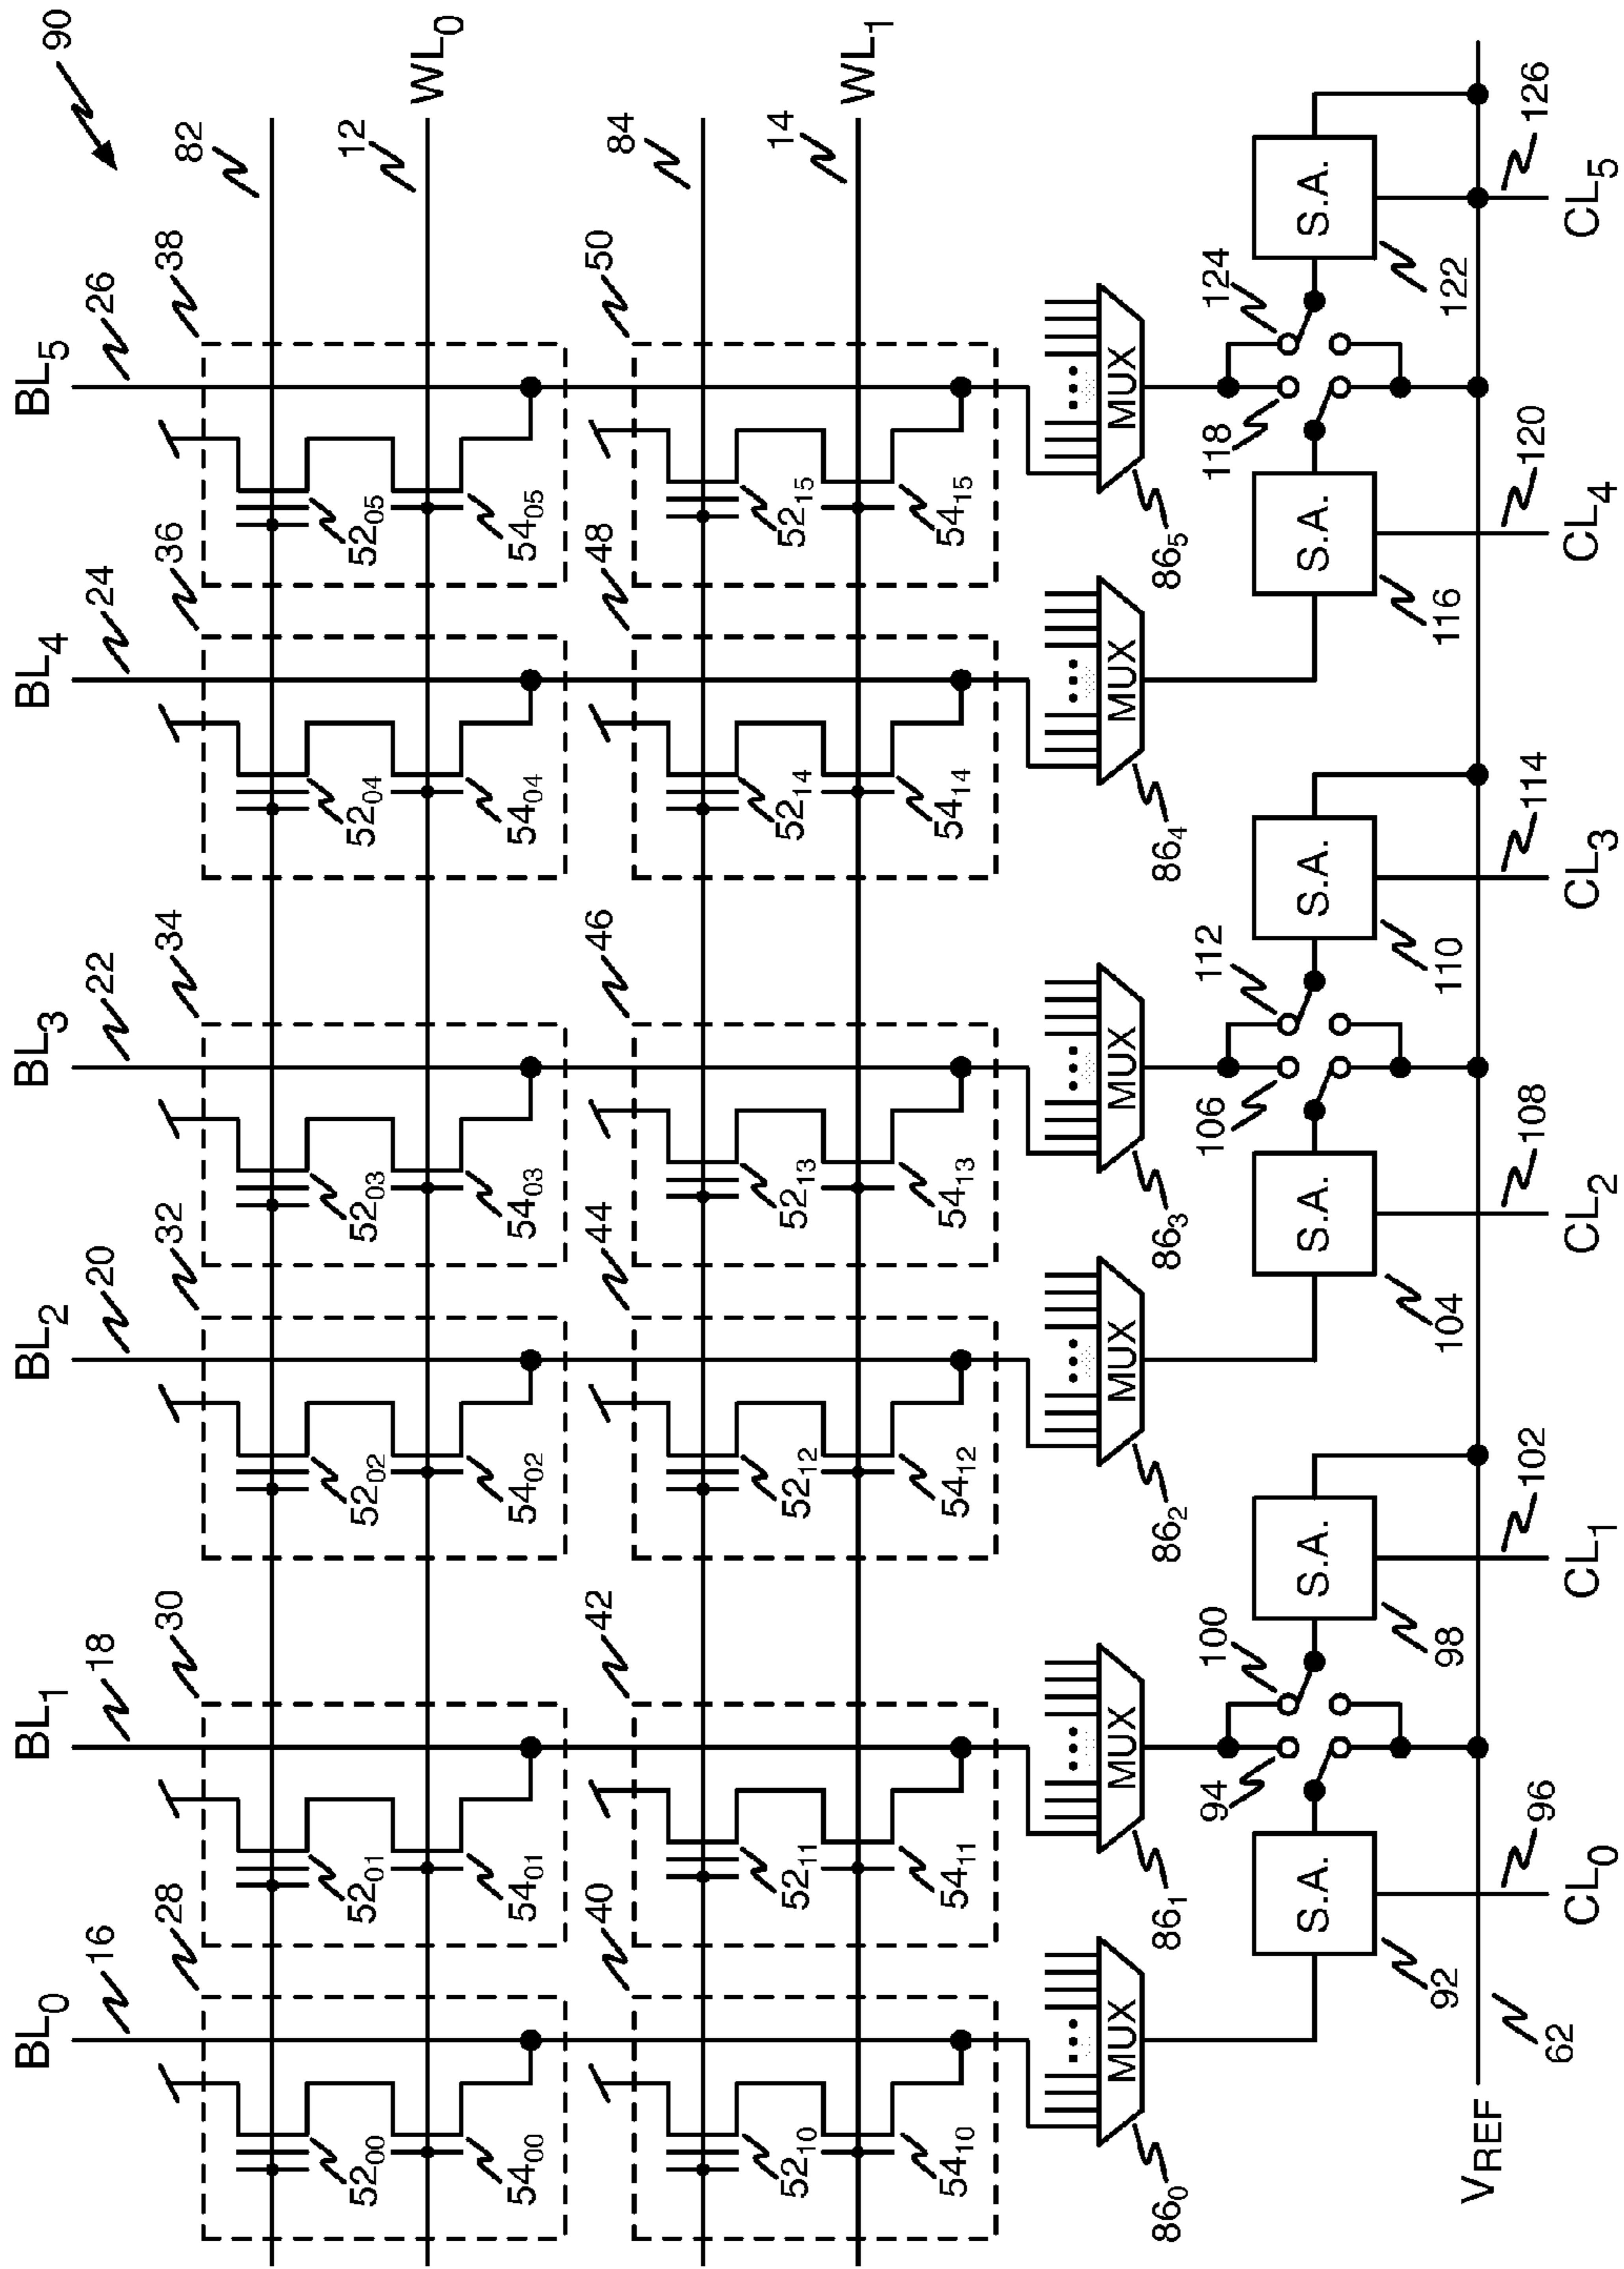 90
BL0 BL1 BL2 BL3 BL4 BL5
16 18 20 22 24 26
28 30 32 34 36 38
82
5200 5201 5202 5203 5204 5205
12
WL0
5400 5401 5402 5403 5404 5405
40 42 44 46 48 50
84
5210 5211 5212 5213 5214 5215
14
WL1
5410 5411 5412 5413 5414 5415
MUX MUX MUX MUX MUX MUX
860 861 862 863 864 865
94 100 106 112 118 124
S.A. S.A. S.A. S.A. S.A. S.A.
92 98 104 110 116 122
VREF
62
96 102 108 114 120 126
CL0 CL1 CL2 CL3 CL4 CL5